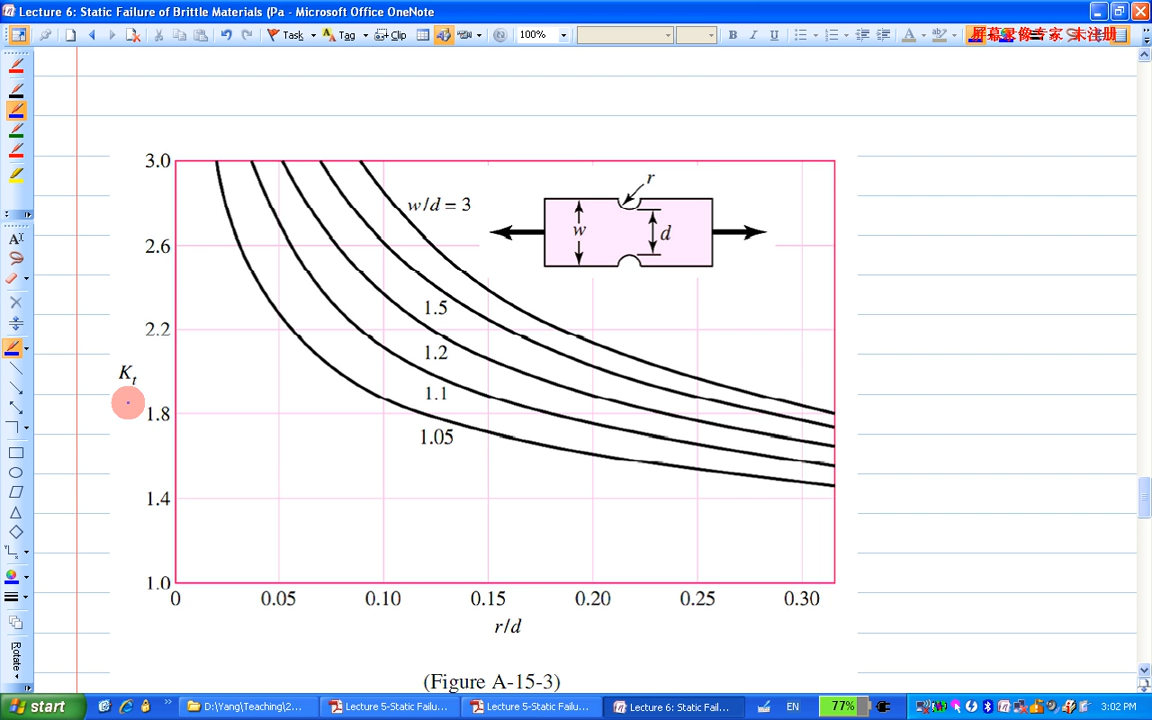 Lecture 6: Static Failure of Brittle Materials (Pa - Microsoft Office OneNote
Task Tag Clip 100% B I U A ab
屏幕录像专家 未注册
3.0
2.6
2.2
K_t
1.8
1.4
1.0
w/d = 3
1.5
1.2
1.1
1.05
r
w
d
0 0.05 0.10 0.15 0.20 0.25 0.30
r/d
(Figure A-15-3)
Rotate
start
D:\Yang\Teaching\2...
Lecture 5-Static Failu...
Lecture 5-Static Failu...
Lecture 6: Static Fail...
EN
77%
3:02 PM